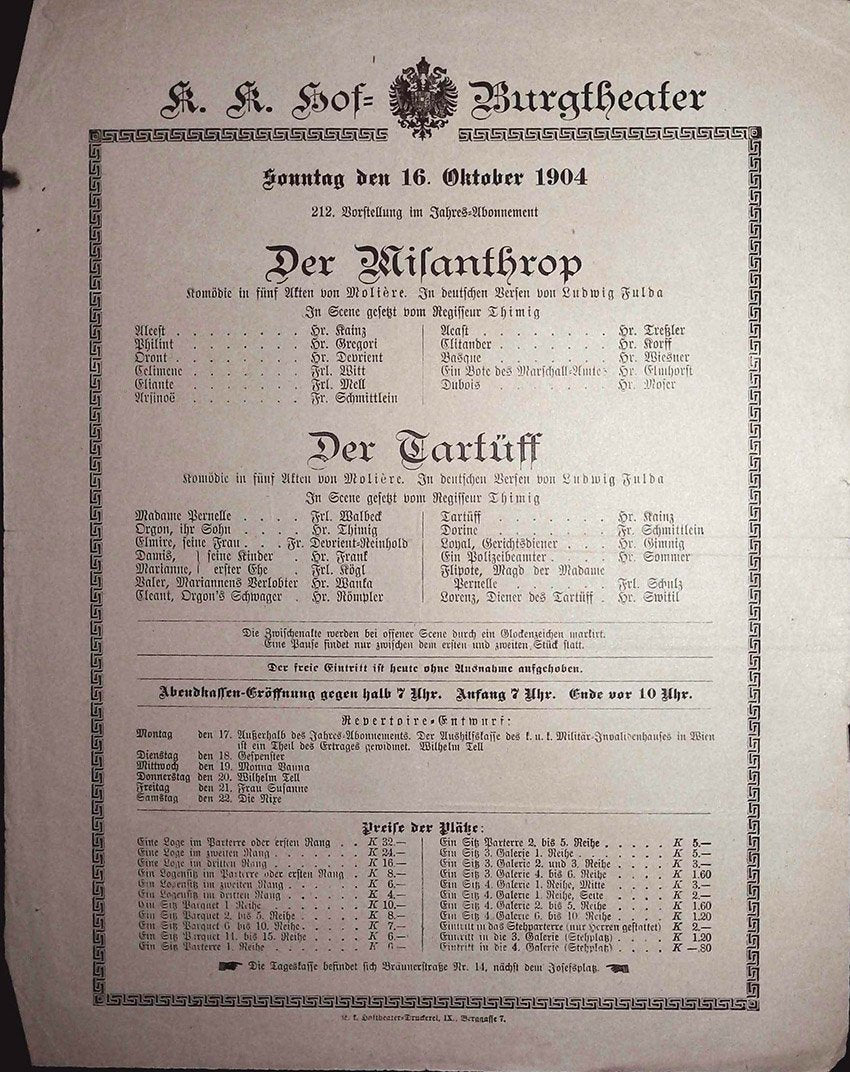 K. K. Hof- Burgtheater
Sonntag den 16. Oktober 1904
212. Vorstellung im Jahres-Abonnement
Der Misanthrop
Komödie in fünf Akten von Molière. In deutschen Versen von Ludwig Fulda
In Scene gesetzt vom Regisseur Thimig
Alcest . . . . . . . . Hr. Kainz
Philint . . . . . . . . Hr. Gregori
Oront . . . . . . . . Hr. Devrient
Celimene . . . . . . . Frl. Witt
Eliante . . . . . . . Frl. Mell
Arsinoë . . . . . . . Fr. Schmittlein
Acast . . . . . . . . Hr. Treßler
Clitander . . . . . . . Hr. Korff
Basque . . . . . . . Hr. Wiesner
Ein Bote des Marschall-Amtes Hr. Elmhorst
Dubois . . . . . . . Hr. Moser
Der Tartüff
Komödie in fünf Akten von Molière. In deutschen Versen von Ludwig Fulda
In Scene gesetzt vom Regisseur Thimig
Madame Pernelle . . . . Frl. Walbeck
Orgon, ihr Sohn . . . . Hr. Thimig
Elmire, seine Frau . . Fr. Devrient-Reinhold
Damis, } seine Kinder . Hr. Frank
Marianne, } erster Ehe . Frl. Kögl
Valer, Mariannens Verlobter Hr. Wanka
Cleant, Orgon's Schwager . Hr. Römpler
Tartüff . . . . . . . Hr. Kainz
Dorine . . . . . . . Fr. Schmittlein
Loyal, Gerichtsdiener . . . Hr. Gimnig
Ein Polizeibeamter . . . . Hr. Sommer
Flipote, Magd der Madame
Pernelle . . . . . . Frl. Schulz
Lorenz, Diener des Tartüff . Hr. Switil
Die Zwischenakte werden bei offener Scene durch ein Glockenzeichen markirt.
Eine Pause findet nur zwischen dem ersten und zweiten Stück statt.
Der freie Eintritt ist heute ohne Ausnahme aufgehoben.
Abendkassen-Eröffnung gegen halb 7 Uhr. Anfang 7 Uhr. Ende vor 10 Uhr.
Repertoire-Entwurf:
Montag den 17. Außerhalb des Jahres-Abonnements. Der Aushilfskasse des k. u. k. Militär-Invalidenhauses in Wien
ist ein Theil des Ertrages gewidmet. Wilhelm Tell
Dienstag den 18. Gespenster
Mittwoch den 19. Monna Vanna
Donnerstag den 20. Wilhelm Tell
Freitag den 21. Frau Susanne
Samstag den 22. Die Nixe
Preise der Plätze:
Eine Loge im Parterre oder ersten Rang . . K 32.—
Eine Loge im zweiten Rang . . . . . . . K 24.—
Eine Loge im dritten Rang . . . . . . . K 16.—
Ein Logensitz im Parterre oder ersten Rang . K 8.—
Ein Logensitz im zweiten Rang . . . . . . K 6.—
Ein Logensitz im dritten Rang . . . . . . K 4.—
Ein Sitz Parquet 1. Reihe . . . . . . . K 10.—
Ein Sitz Parquet 2. bis 5. Reihe . . . . . K 8.—
Ein Sitz Parquet 6 bis 10. Reihe . . . . . K 7.—
Ein Sitz Parquet 11. bis 15. Reihe . . . . K 6.—
Ein Sitz Parterre 1. Reihe . . . . . . . K 6.—
Ein Sitz Parterre 2. bis 5. Reihe . . . . . K 5.—
Ein Sitz 3. Galerie 1. Reihe . . . . . . . K 5.—
Ein Sitz 3. Galerie 2. und 3. Reihe . . . . K 3.—
Ein Sitz 3. Galerie 4. bis 6. Reihe . . . . K 1.60
Ein Sitz 4. Galerie 1. Reihe, Mitte . . . . K 3.—
Ein Sitz 4. Galerie 1. Reihe, Seite . . . . K 2.—
Ein Sitz 4. Galerie 2. bis 5. Reihe . . . . K 1.60
Ein Sitz 4. Galerie 6. bis 10. Reihe . . . . K 1.20
Eintritt in das Stehparterre (nur Herren gestattet) K 2.—
Eintritt in die 3. Galerie (Stehplatz) . . . . K 1.20
Eintritt in die 4. Galerie (Stehplatz) . . . . K —.80
Die Tageskasse befindet sich Bräunerstraße Nr. 14, nächst dem Josefsplatz.
K. k. Hoftheater-Druckerei, IX., Berggasse 7.